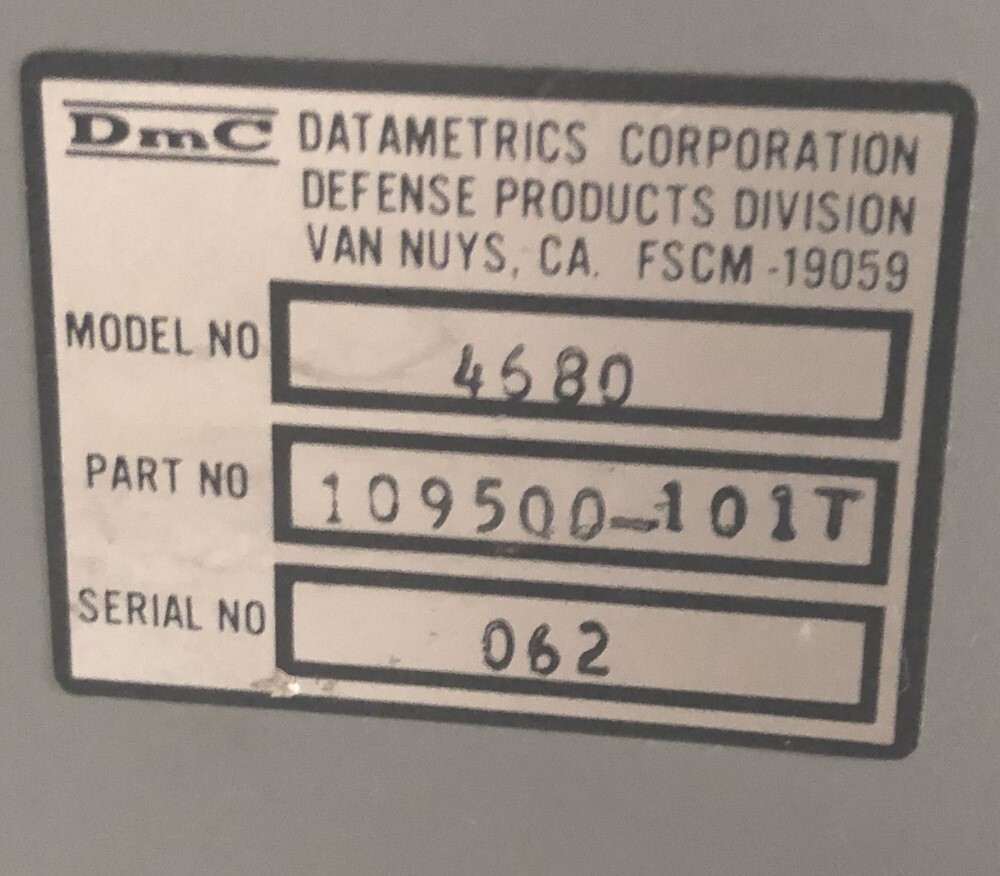 DmC DATAMETRICS CORPORATION
DEFENSE PRODUCTS DIVISION
VAN NUYS, CA. FSCM -19059
MODEL NO 4680
PART NO 109500-101T
SERIAL NO 062